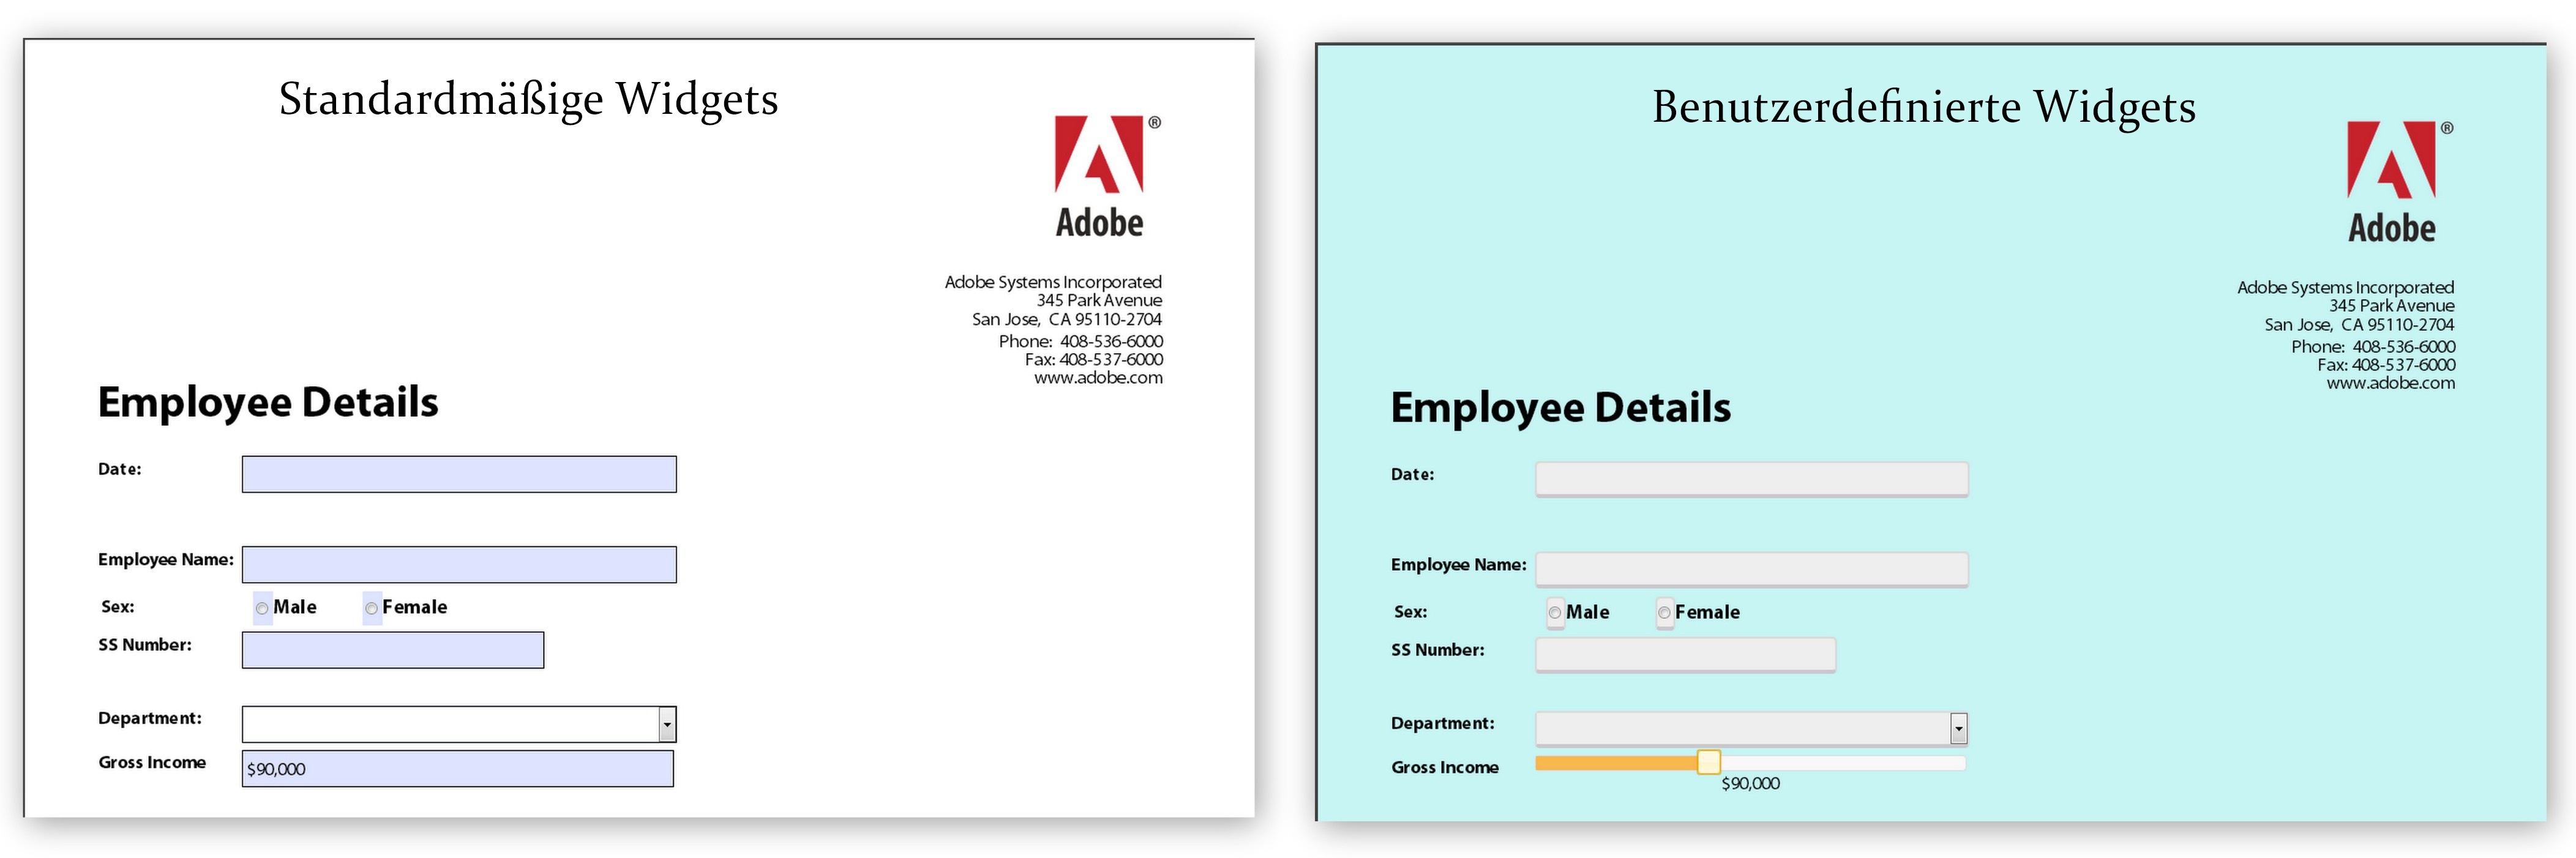 Standardmäßige Widgets
®
Adobe
Adobe Systems Incorporated
345 Park Avenue
San Jose, CA 95110-2704
Phone: 408-536-6000
Fax: 408-537-6000
www.adobe.com
Employee Details
Date:
Employee Name:
Sex: Male Female
SS Number:
Department:
Gross Income $90,000
Benutzerdefinierte Widgets
®
Adobe
Adobe Systems Incorporated
345 Park Avenue
San Jose, CA 95110-2704
Phone: 408-536-6000
Fax: 408-537-6000
www.adobe.com
Employee Details
Date:
Employee Name:
Sex: Male Female
SS Number:
Department:
Gross Income
$90,000